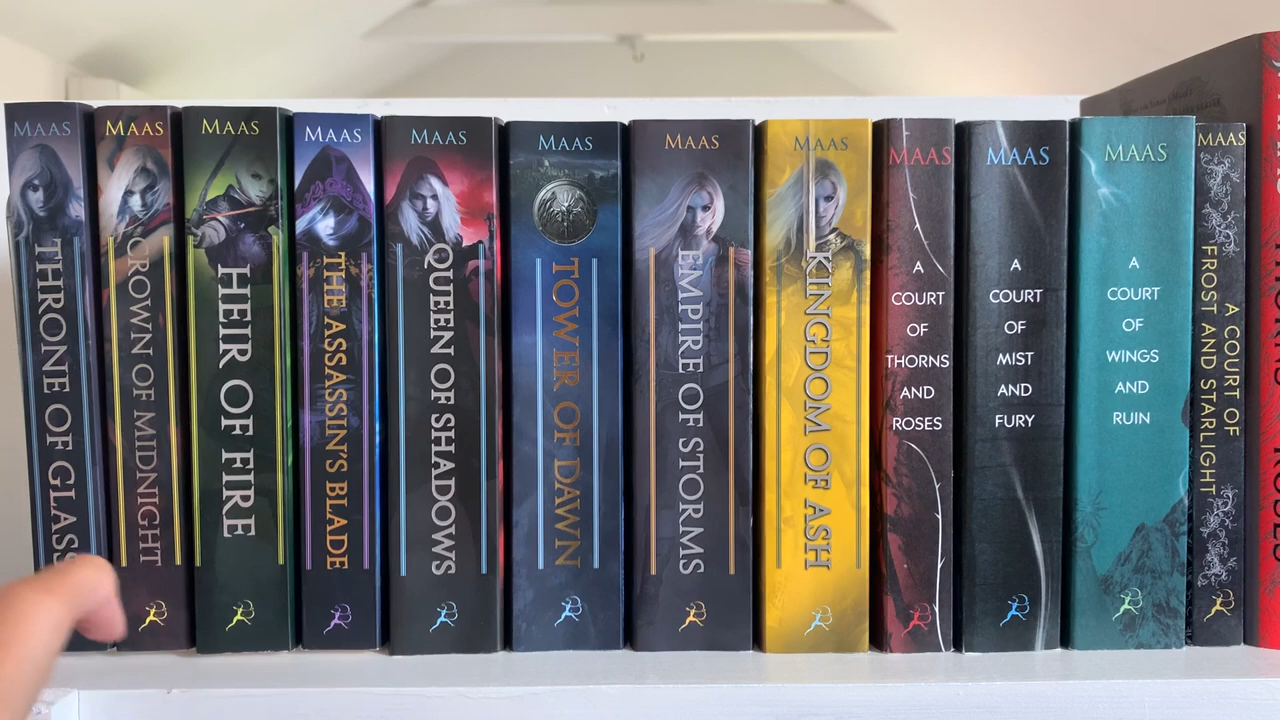 MAAS
THRONE OF GLASS
MAAS
CROWN OF MIDNIGHT
MAAS
HEIR OF FIRE
MAAS
THE ASSASSIN'S BLADE
MAAS
QUEEN OF SHADOWS
MAAS
TOWER OF DAWN
MAAS
EMPIRE OF STORMS
MAAS
KINGDOM OF ASH
MAAS
A
COURT
OF
THORNS
AND
ROSES
MAAS
A
COURT
OF
MIST
AND
FURY
MAAS
A
COURT
OF
WINGS
AND
RUIN
MAAS
A COURT OF
FROST AND STARLIGHT